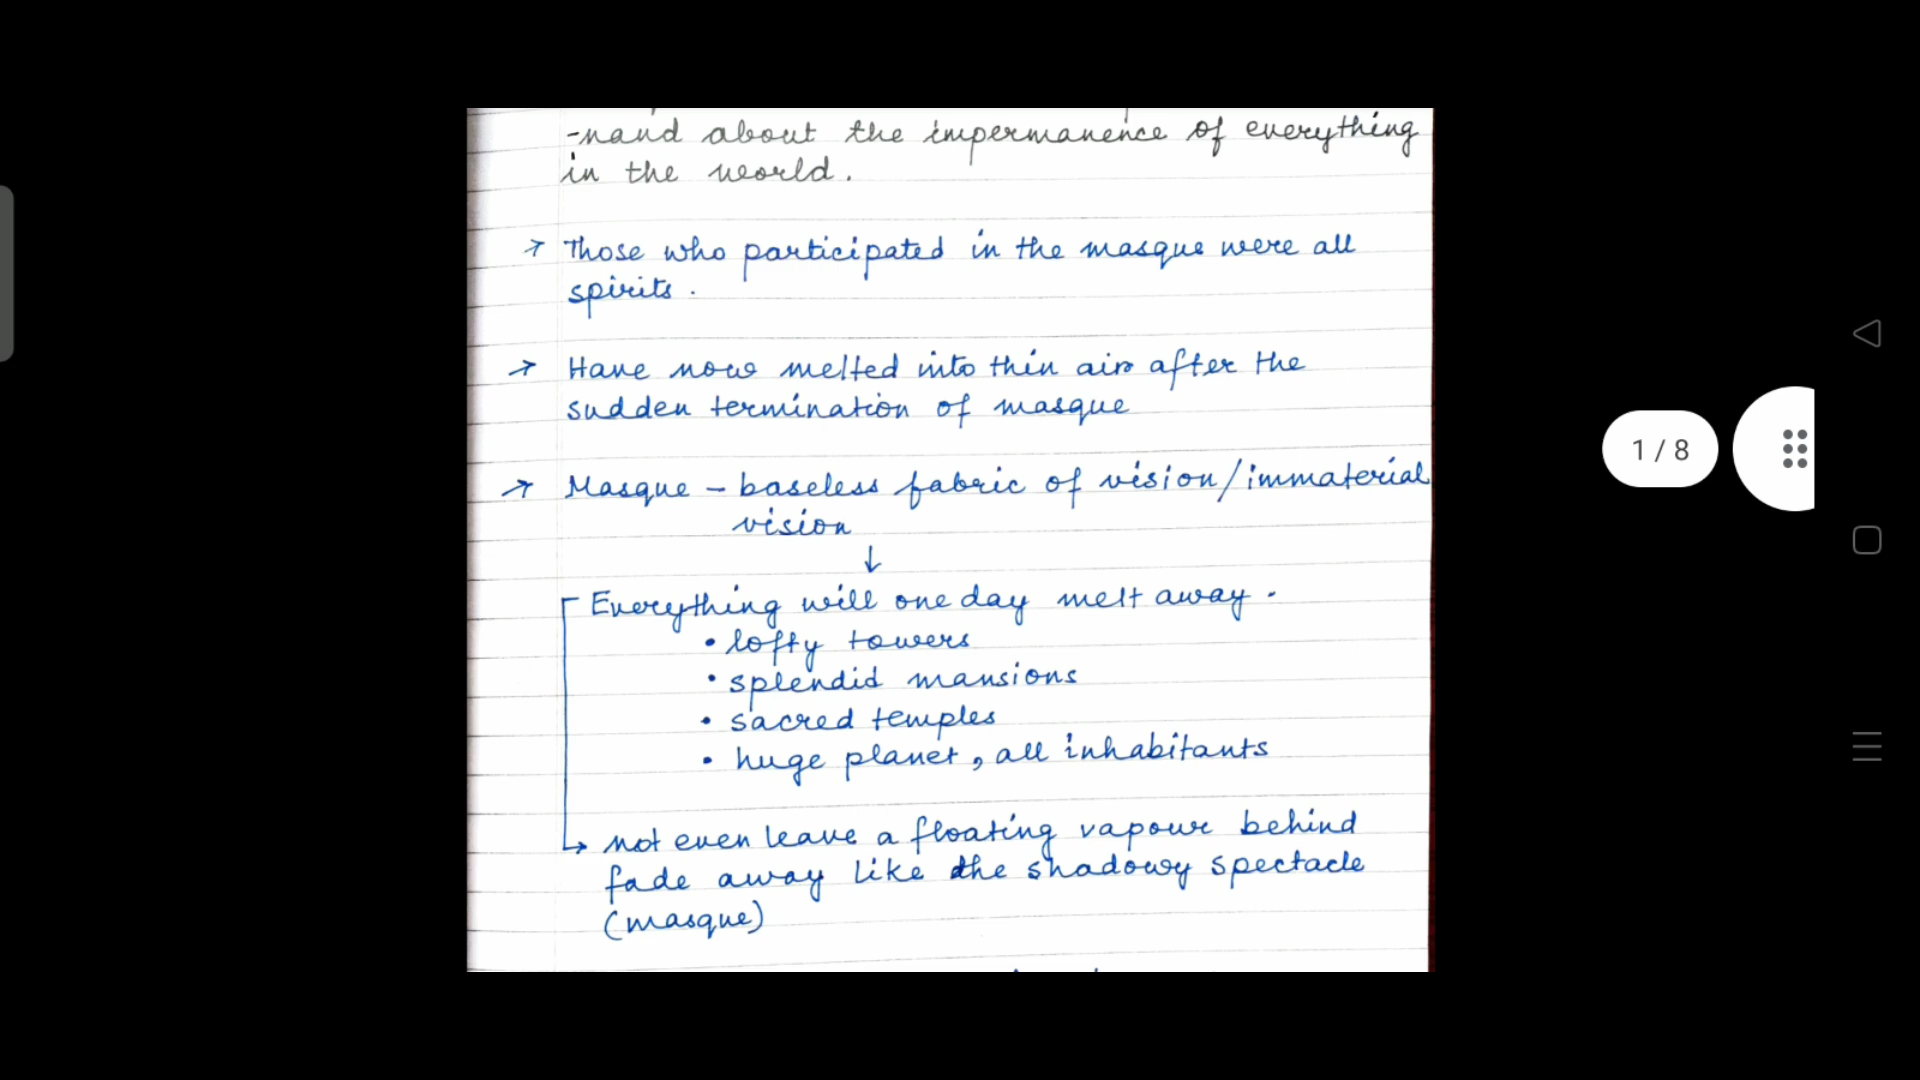 -nand about the impermanence of everything
in the world.
→ Those who participated in the masque were all
spirits.
→ Have now melted into thin air after the
sudden termination of masque
→ Masque - baseless fabric of vision/immaterial
vision
↓
Everything will one day melt away.
• lofty towers
• splendid mansions
• sacred temples
• huge planet, all inhabitants
↳ not even leave a floating vapour behind
fade away like the shadowy spectacle
(masque)
1 / 8